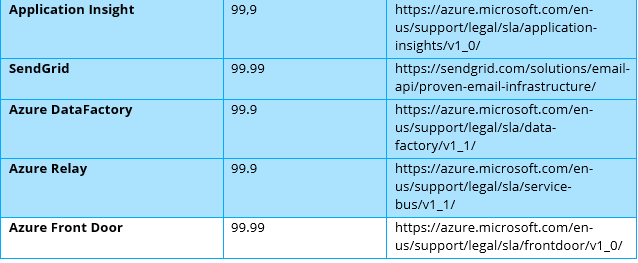 Application Insight 99,9 https://azure.microsoft.com/en-
us/support/legal/sla/application-
insights/v1_0/
SendGrid 99.99 https://sendgrid.com/solutions/email-
api/proven-email-infrastructure/
Azure DataFactory 99.9 https://azure.microsoft.com/en-
us/support/legal/sla/data-
factory/v1_1/
Azure Relay 99.9 https://azure.microsoft.com/en-
us/support/legal/sla/service-
bus/v1_1/
Azure Front Door 99.99 https://azure.microsoft.com/en-
us/support/legal/sla/frontdoor/v1_0/